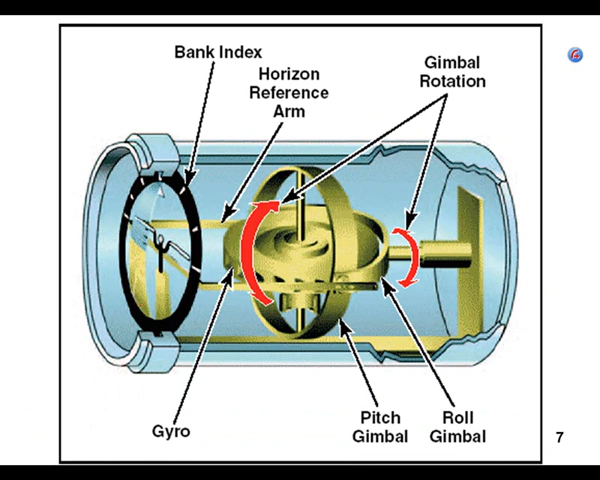 Bank Index
Horizon
Reference
Arm
Gimbal
Rotation
Gyro
Pitch
Gimbal
Roll
Gimbal
7